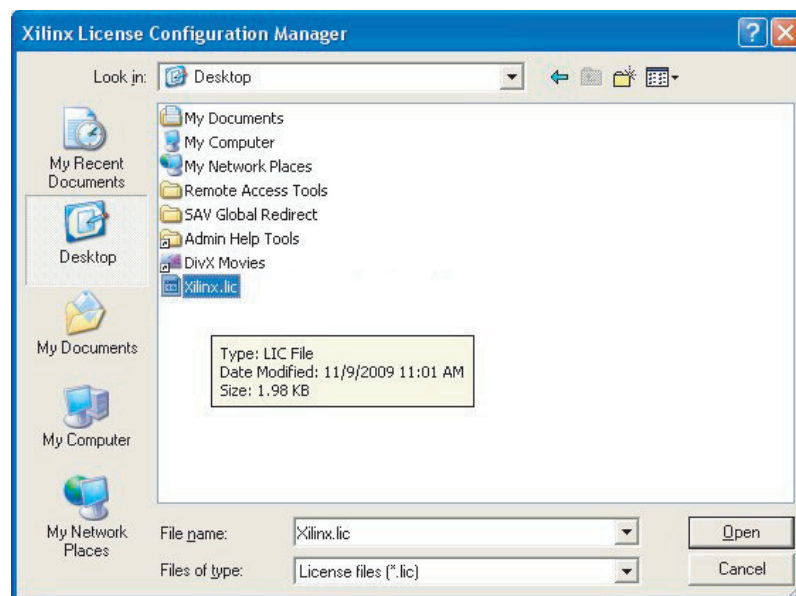 Xilinx License Configuration Manager
Look in:
Desktop
My Recent
Documents
Desktop
My Documents
My Computer
My Network
Places
My Documents
My Computer
My Network Places
Remote Access Tools
SAV Global Redirect
Admin Help Tools
DivX Movies
Xilinx.lic
Type: LIC File
Date Modified: 11/9/2009 11:01 AM
Size: 1.98 KB
File name:
Xilinx.lic
Open
Files of type:
License files (*.lic)
Cancel